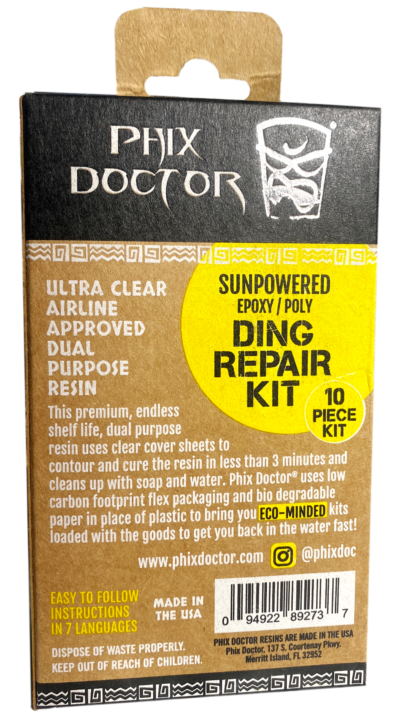 PHIX
DOCTOR®
ULTRA CLEAR
AIRLINE
APPROVED
DUAL
PURPOSE
RESIN
SUNPOWERED
EPOXY / POLY
DING
REPAIR
KIT
10
PIECE
KIT
This premium, endless
shelf life, dual purpose
resin uses clear cover sheets to
contour and cure the resin in less than 3 minutes and
cleans up with soap and water. Phix Doctor® uses low
carbon footprint flex packaging and bio degradable
paper in place of plastic to bring you ECO-MINDED kits
loaded with the goods to get you back in the water fast!
www.phixdoctor.com @phixdoc
EASY TO FOLLOW
INSTRUCTIONS
IN 7 LANGUAGES
MADE IN
THE USA
DISPOSE OF WASTE PROPERLY.
KEEP OUT OF REACH OF CHILDREN.
0 94922 89273 7
PHIX DOCTOR RESINS ARE MADE IN THE USA
Phix Doctor, 137 S. Courtenay Pkwy.
Merritt Island, FL 32952